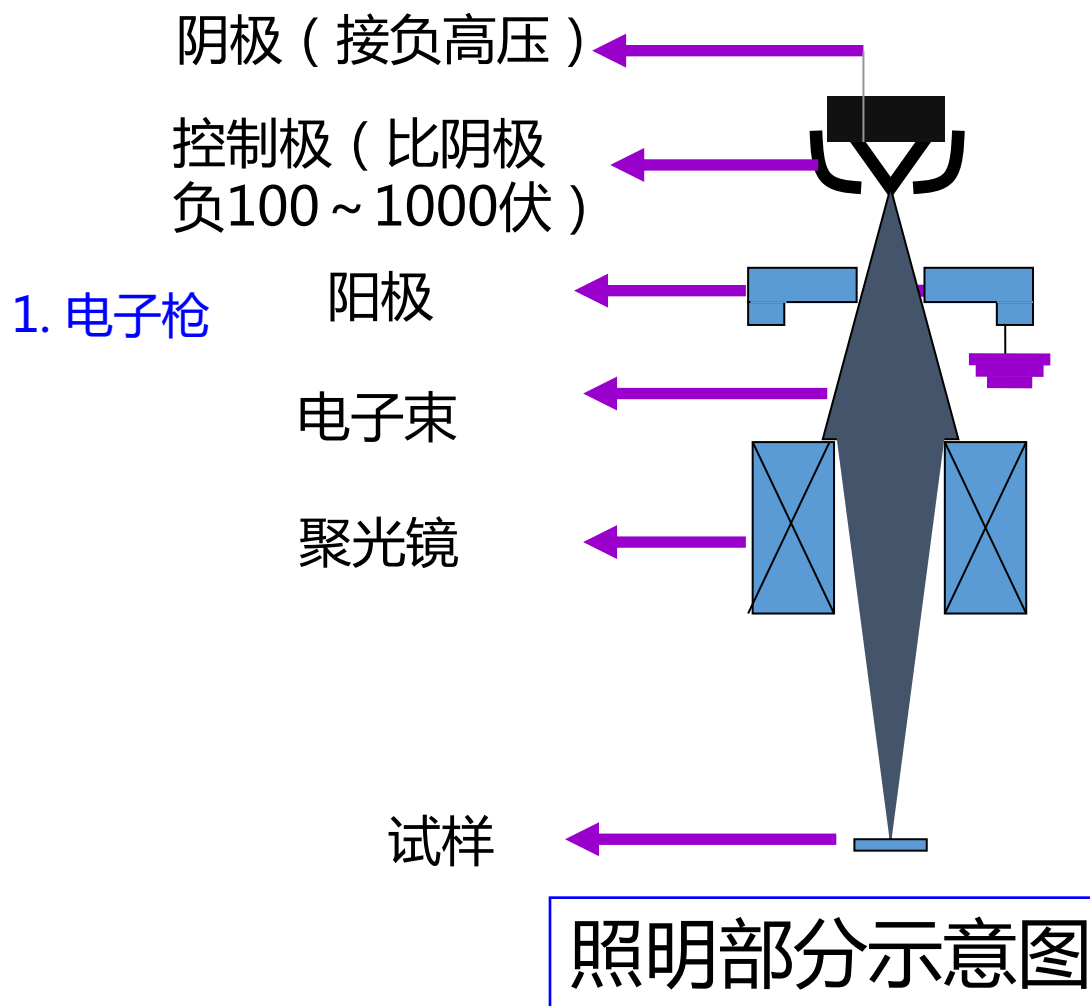 阴极（接负高压）
控制极（比阴极
负100～1000伏）
阳极
1. 电子枪
电子束
聚光镜
试样
照明部分示意图